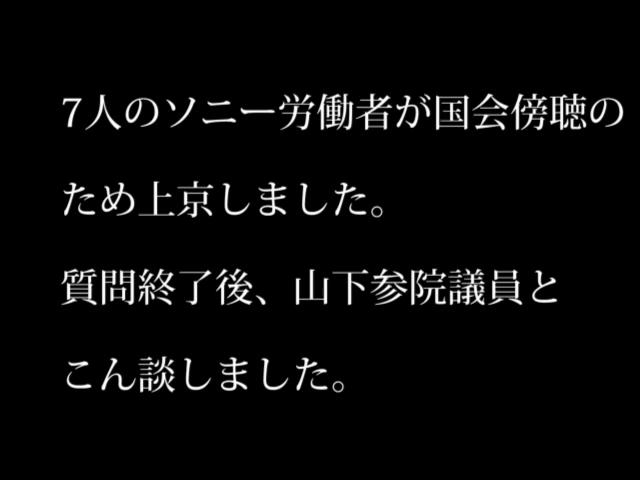 7人のソニー労働者が国会傍聴の
ため上京しました。
質問終了後、山下参院議員と
こん談しました。